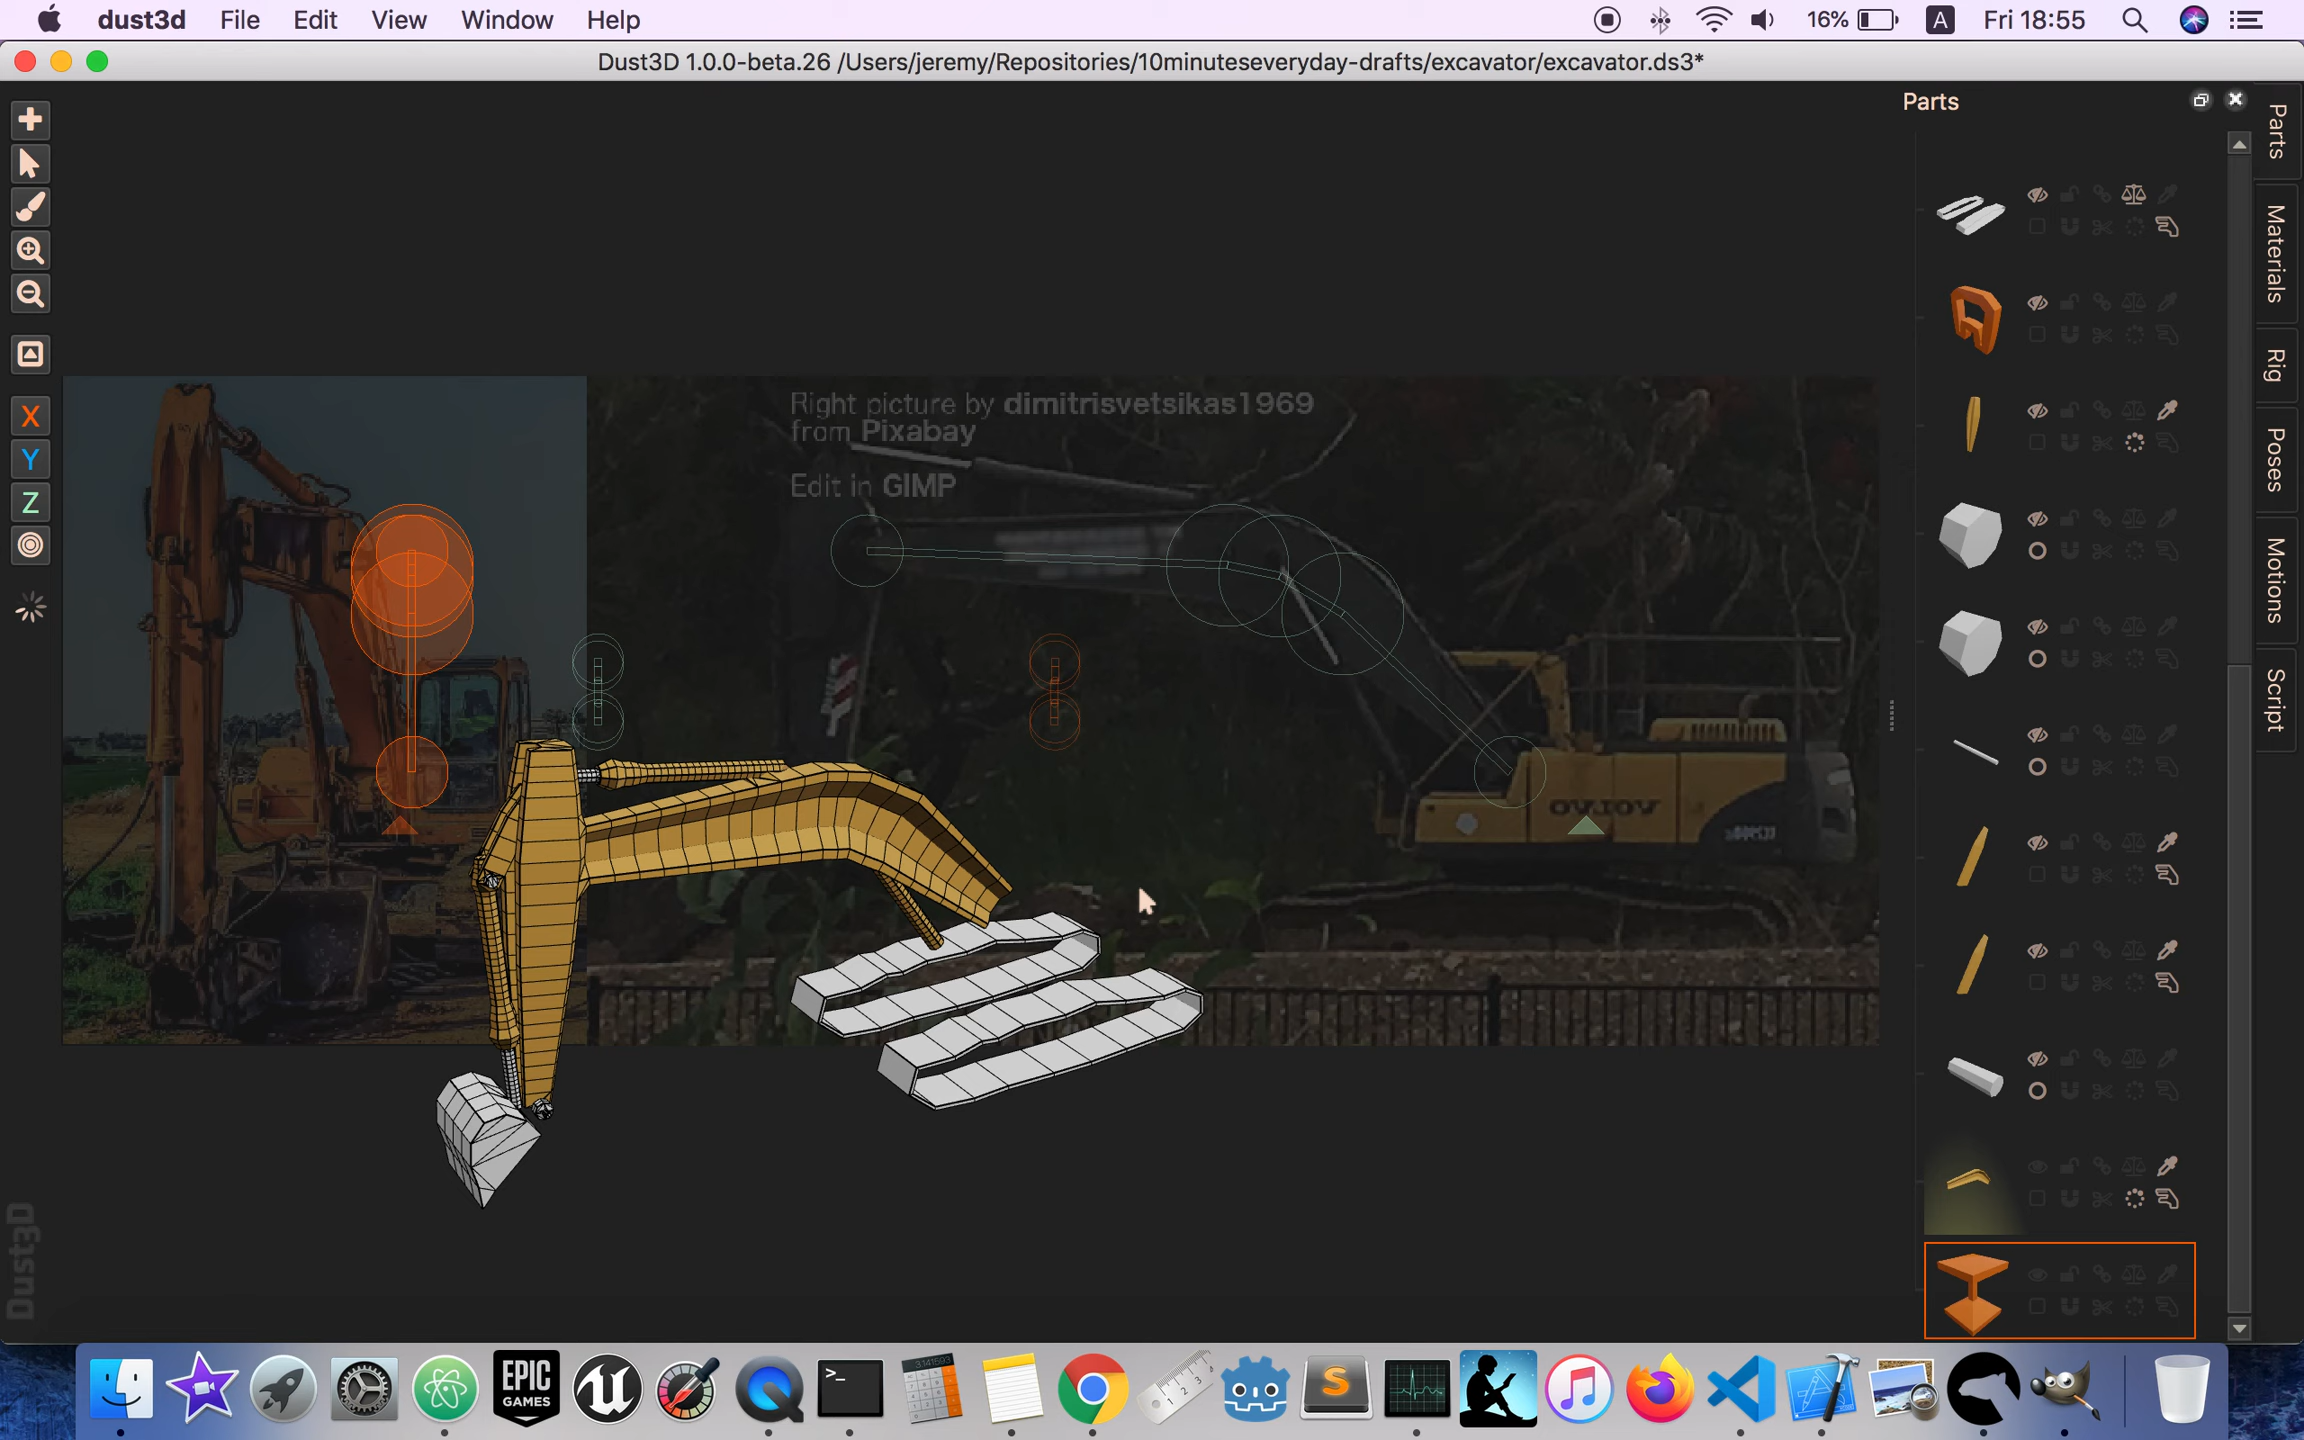 dust3d File Edit View Window Help 16% A Fri 18:55
Dust3D 1.0.0-beta.26 /Users/jeremy/Repositories/10minuteseveryday-drafts/excavator/excavator.ds3*
Parts
Parts
Materials
Rig
Poses
Motions
Script
X
Y
Z
Right picture by dimitrisvetsikas1969
from Pixabay
Edit in GIMP
Dust3D
EPIC
GAMES
3.141593